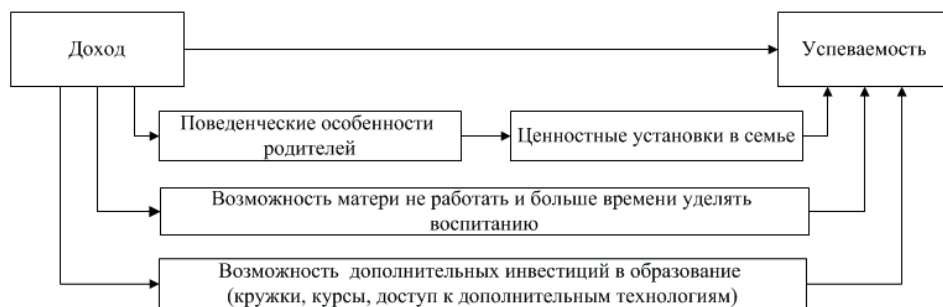 Доход
Успеваемость
Поведенческие особенности
родителей
Ценностные установки в семье
Возможность матери не работать и больше времени уделять
воспитанию
Возможность дополнительных инвестиций в образование
(кружки, курсы, доступ к дополнительным технологиям)